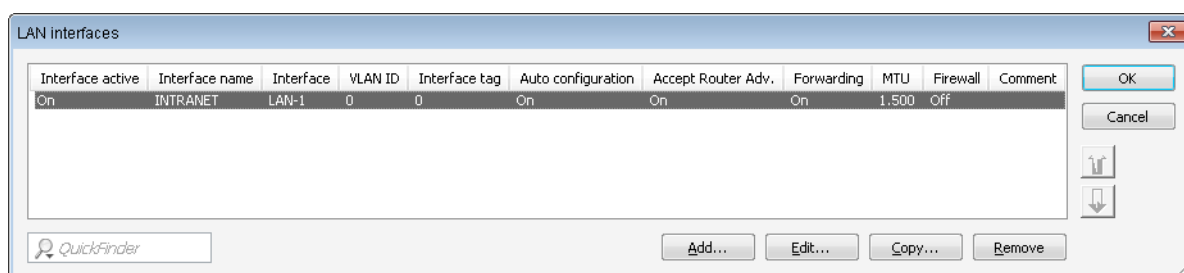 LAN interfaces
Interface active Interface name Interface VLAN ID Interface tag Auto configuration Accept Router Adv. Forwarding MTU Firewall Comment
On INTRANET LAN-1 0 0 On On On 1.500 Off
OK
Cancel
QuickFinder Add... Edit... Copy... Remove